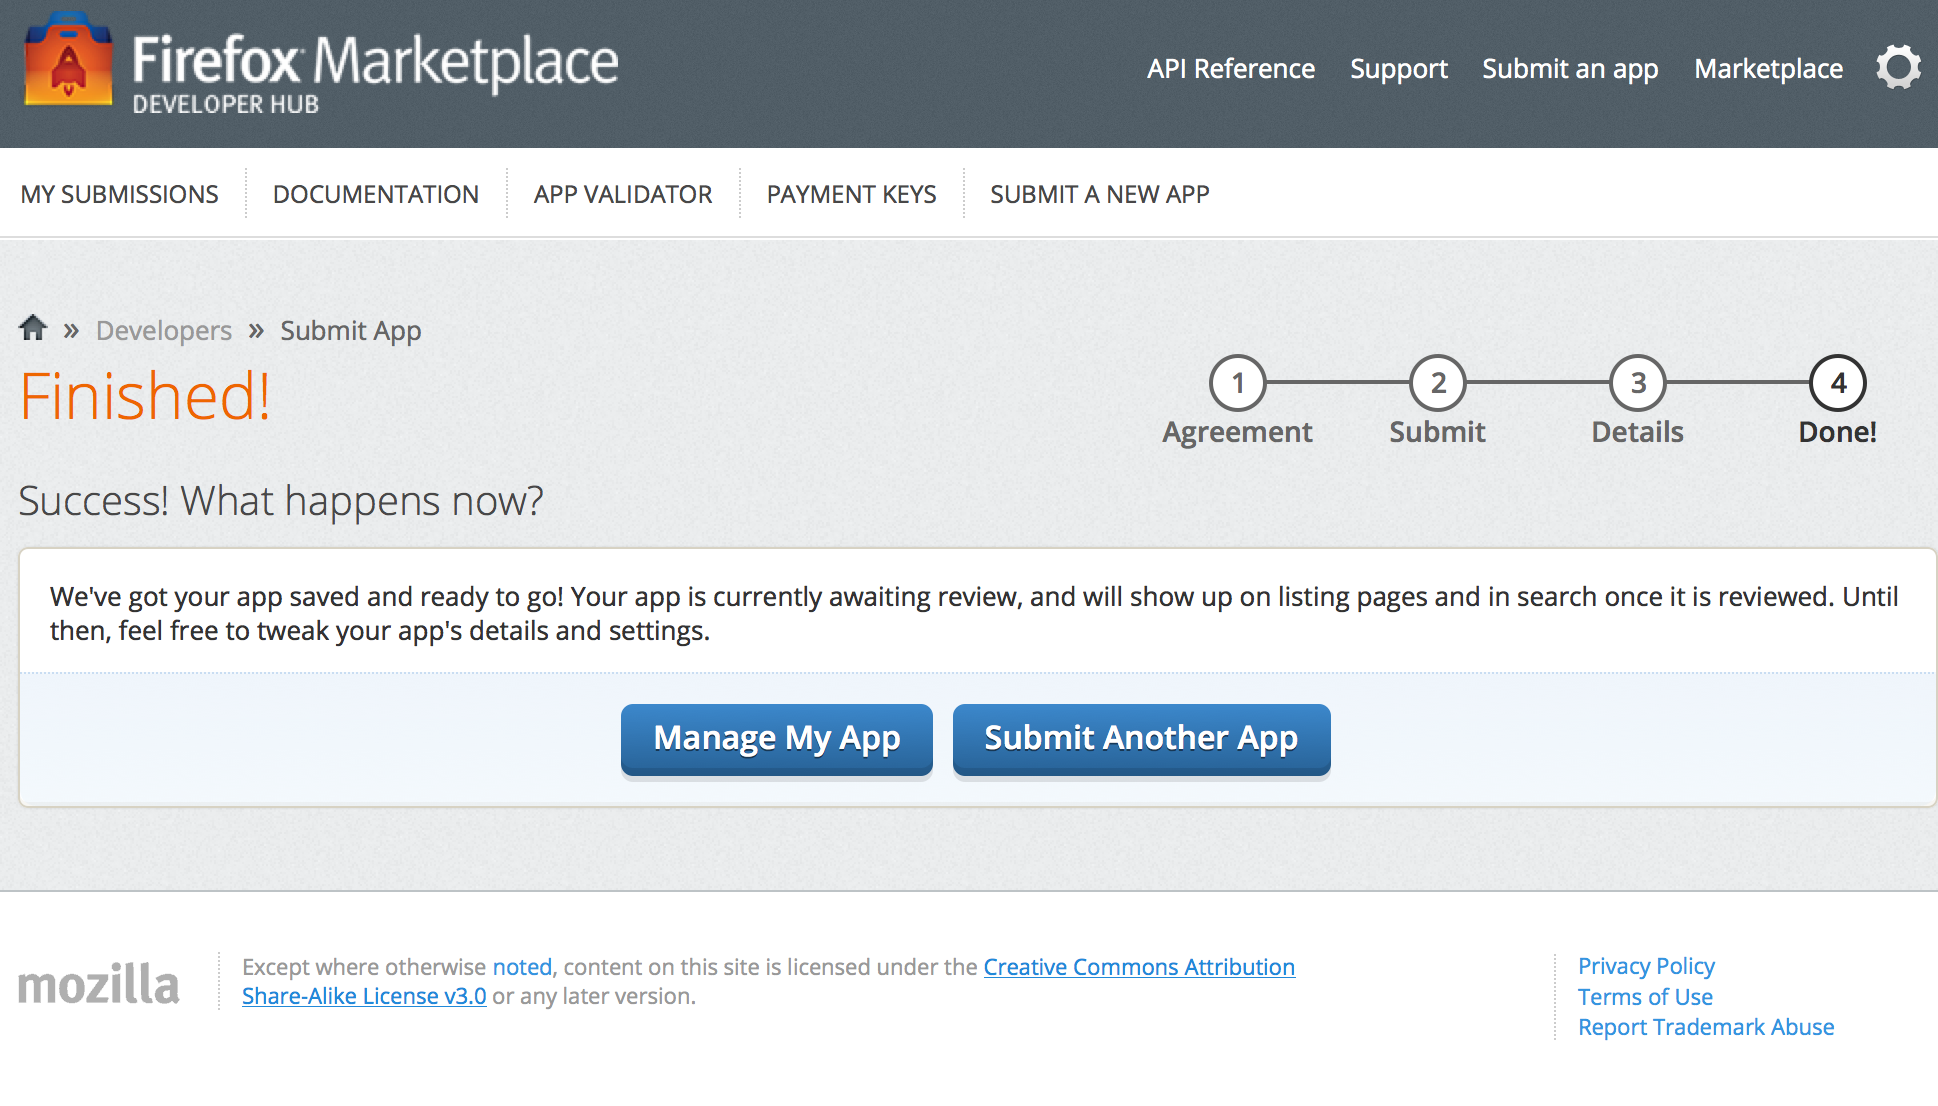 Firefox Marketplace
DEVELOPER HUB
API Reference Support Submit an app Marketplace
MY SUBMISSIONS DOCUMENTATION APP VALIDATOR PAYMENT KEYS SUBMIT A NEW APP
» Developers » Submit App
Finished!
1 2 3 4
Agreement Submit Details Done!
Success! What happens now?
We've got your app saved and ready to go! Your app is currently awaiting review, and will show up on listing pages and in search once it is reviewed. Until
then, feel free to tweak your app's details and settings.
Manage My App Submit Another App
mozilla
Except where otherwise noted, content on this site is licensed under the Creative Commons Attribution
Share-Alike License v3.0 or any later version.
Privacy Policy
Terms of Use
Report Trademark Abuse